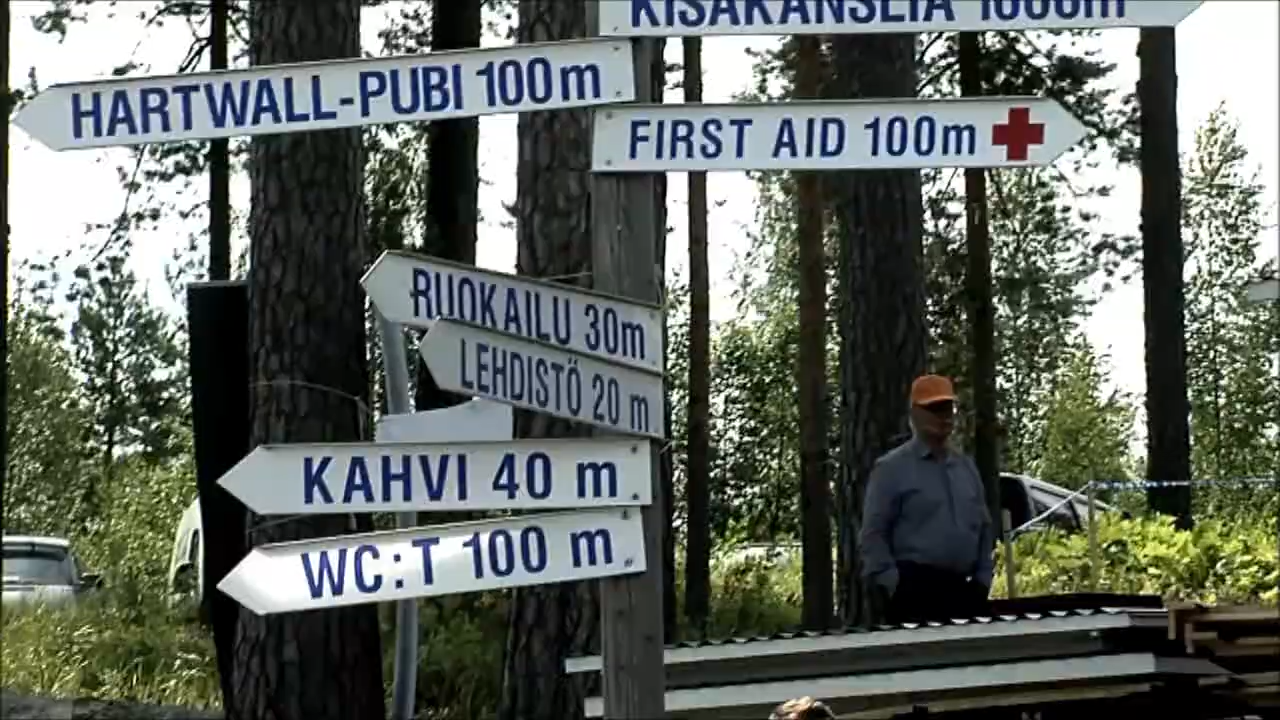 KISAKANSLIA 1000m
HARTWALL-PUBI 100m
FIRST AID 100m
RUOKAILU 30m
LEHDISTÖ 20 m
KAHVI 40 m
WC:T 100 m